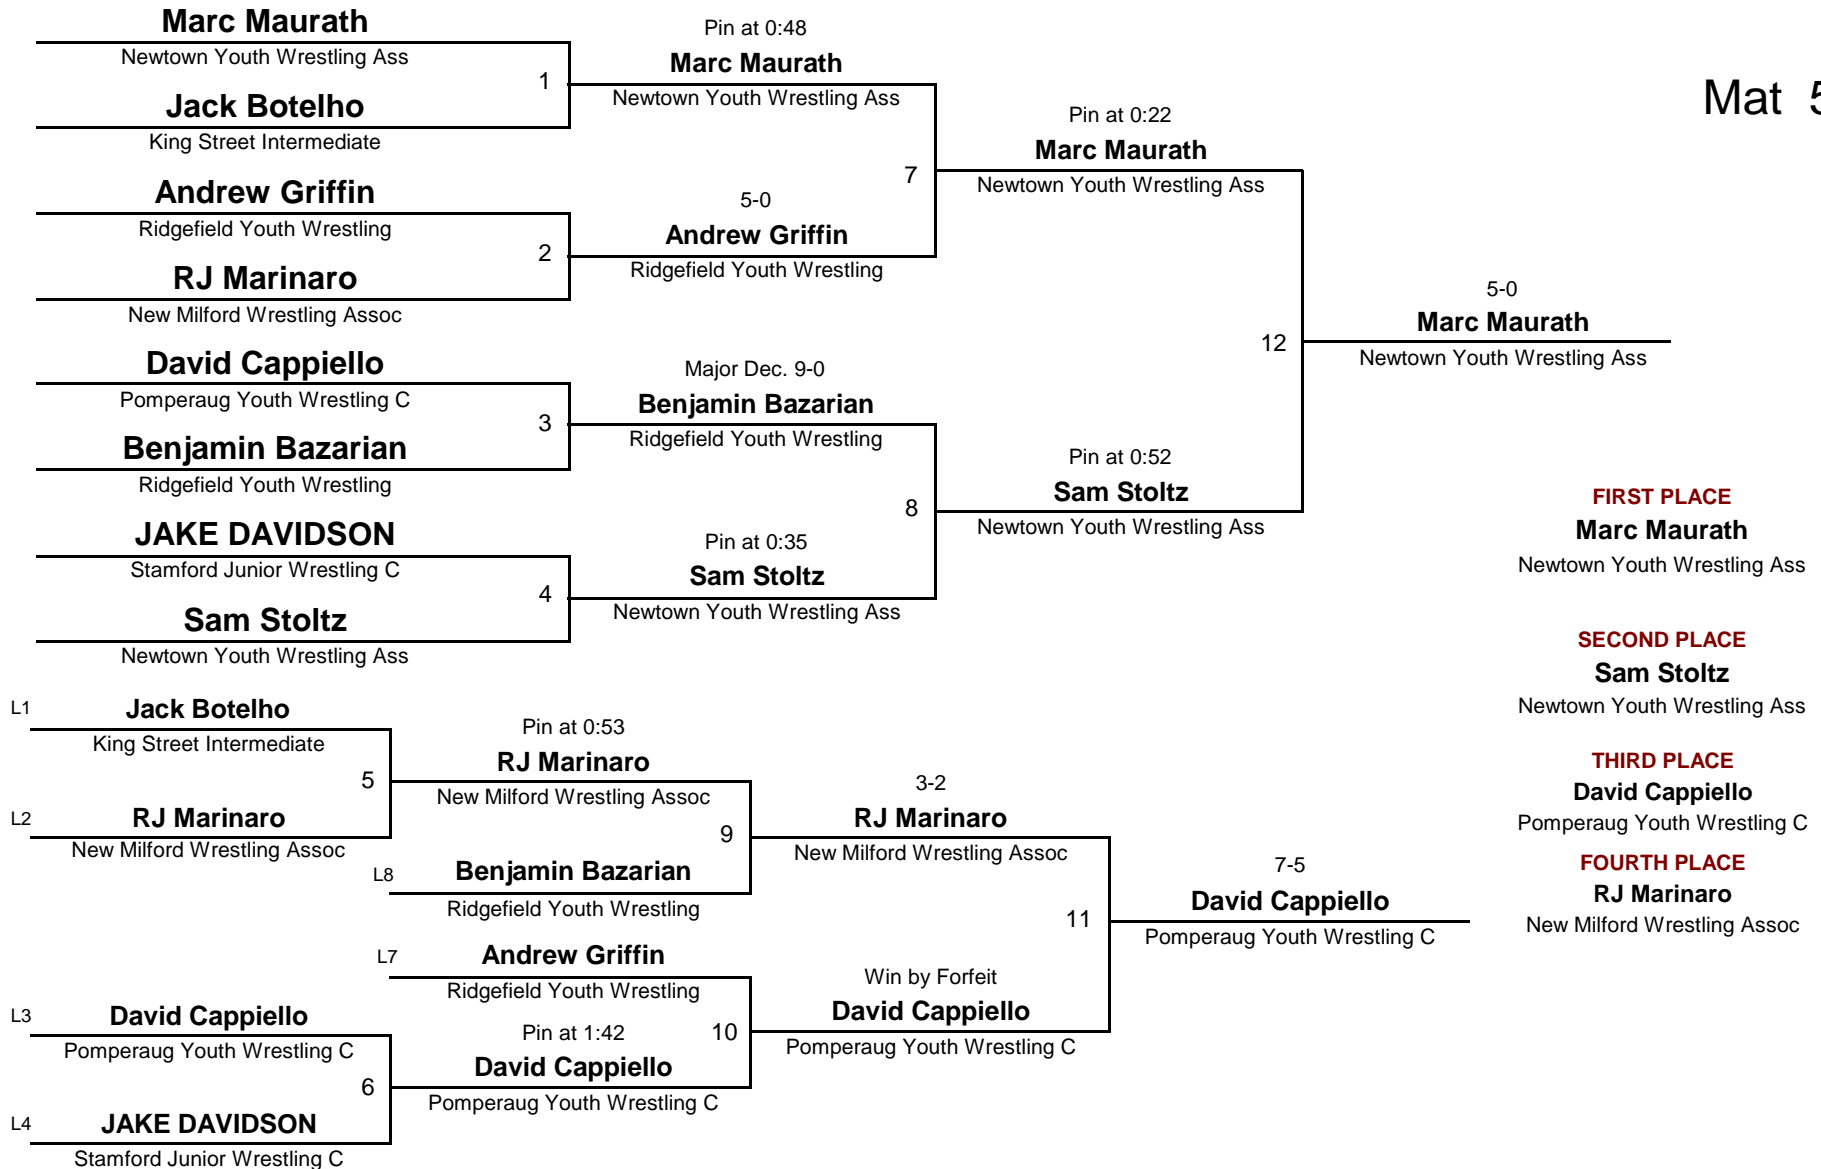 Marc Maurath
Newtown Youth Wrestling Ass
1
Jack Botelho
King Street Intermediate
Andrew Griffin
Ridgefield Youth Wrestling
2
RJ Marinaro
New Milford Wrestling Assoc
David Cappiello
Pomperaug Youth Wrestling C
3
Benjamin Bazarian
Ridgefield Youth Wrestling
JAKE DAVIDSON
Stamford Junior Wrestling C
4
Sam Stoltz
Newtown Youth Wrestling Ass
Pin at 0:48
Marc Maurath
Newtown Youth Wrestling Ass
7
5-0
Andrew Griffin
Ridgefield Youth Wrestling
Major Dec. 9-0
Benjamin Bazarian
Ridgefield Youth Wrestling
8
Pin at 0:35
Sam Stoltz
Newtown Youth Wrestling Ass
Pin at 0:22
Marc Maurath
Newtown Youth Wrestling Ass
12
Pin at 0:52
Sam Stoltz
Newtown Youth Wrestling Ass
5-0
Marc Maurath
Newtown Youth Wrestling Ass
Mat 5
FIRST PLACE
Marc Maurath
Newtown Youth Wrestling Ass
SECOND PLACE
Sam Stoltz
Newtown Youth Wrestling Ass
THIRD PLACE
David Cappiello
Pomperaug Youth Wrestling C
FOURTH PLACE
RJ Marinaro
New Milford Wrestling Assoc
L1 Jack Botelho
King Street Intermediate
5
L2 RJ Marinaro
New Milford Wrestling Assoc
L3 David Cappiello
Pomperaug Youth Wrestling C
6
L4 JAKE DAVIDSON
Stamford Junior Wrestling C
Pin at 0:53
RJ Marinaro
New Milford Wrestling Assoc
9
L8 Benjamin Bazarian
Ridgefield Youth Wrestling
L7 Andrew Griffin
Ridgefield Youth Wrestling
10
Pin at 1:42
David Cappiello
Pomperaug Youth Wrestling C
3-2
RJ Marinaro
New Milford Wrestling Assoc
11
Win by Forfeit
David Cappiello
Pomperaug Youth Wrestling C
7-5
David Cappiello
Pomperaug Youth Wrestling C